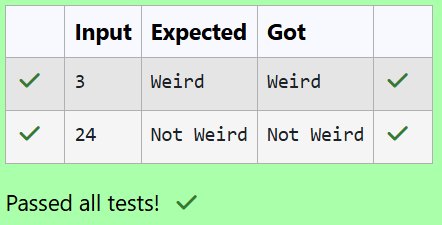 Input Expected Got
3 Weird Weird
24 Not Weird Not Weird
Passed all tests!